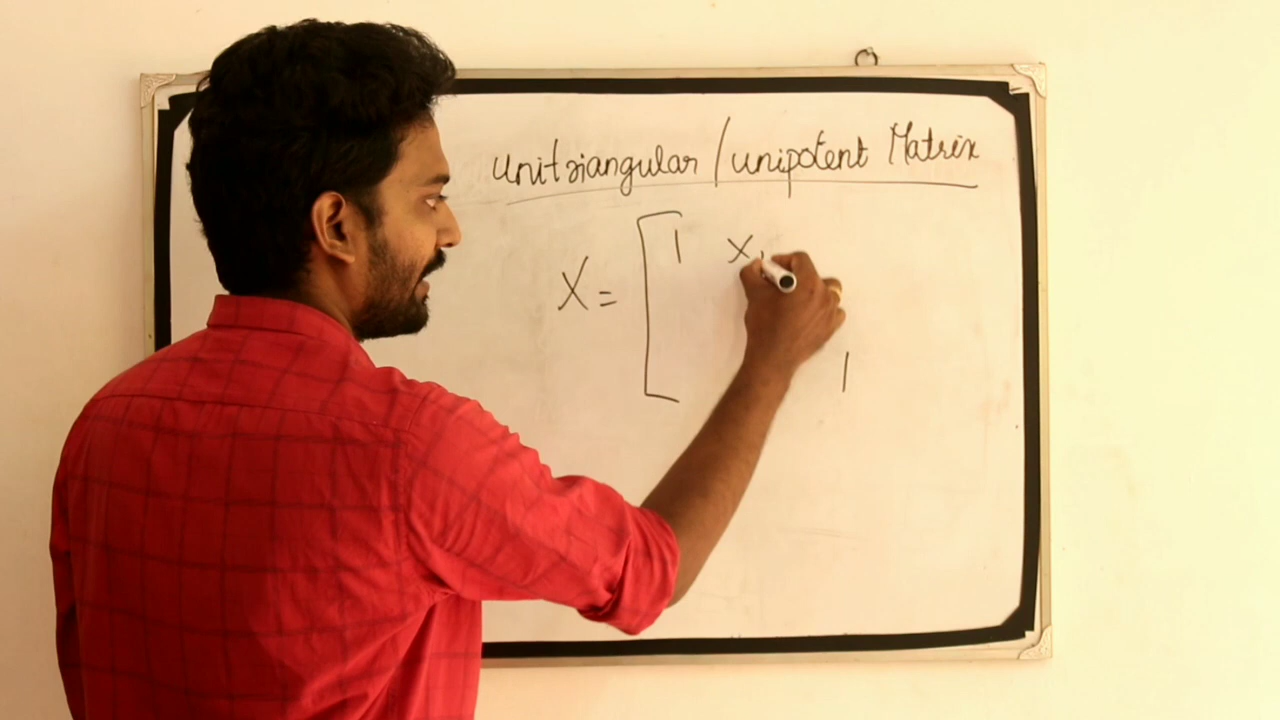 Unitriangular / unipotent Matrix
X = [ 1 x,
1